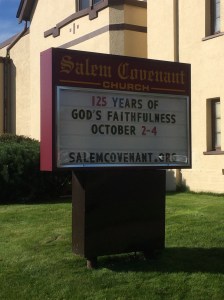 Salem Covenant
CHURCH
125 YEARS OF
GOD'S FAITHFULNESS
OCTOBER 2-4
SALEMCOVENANT.ORG